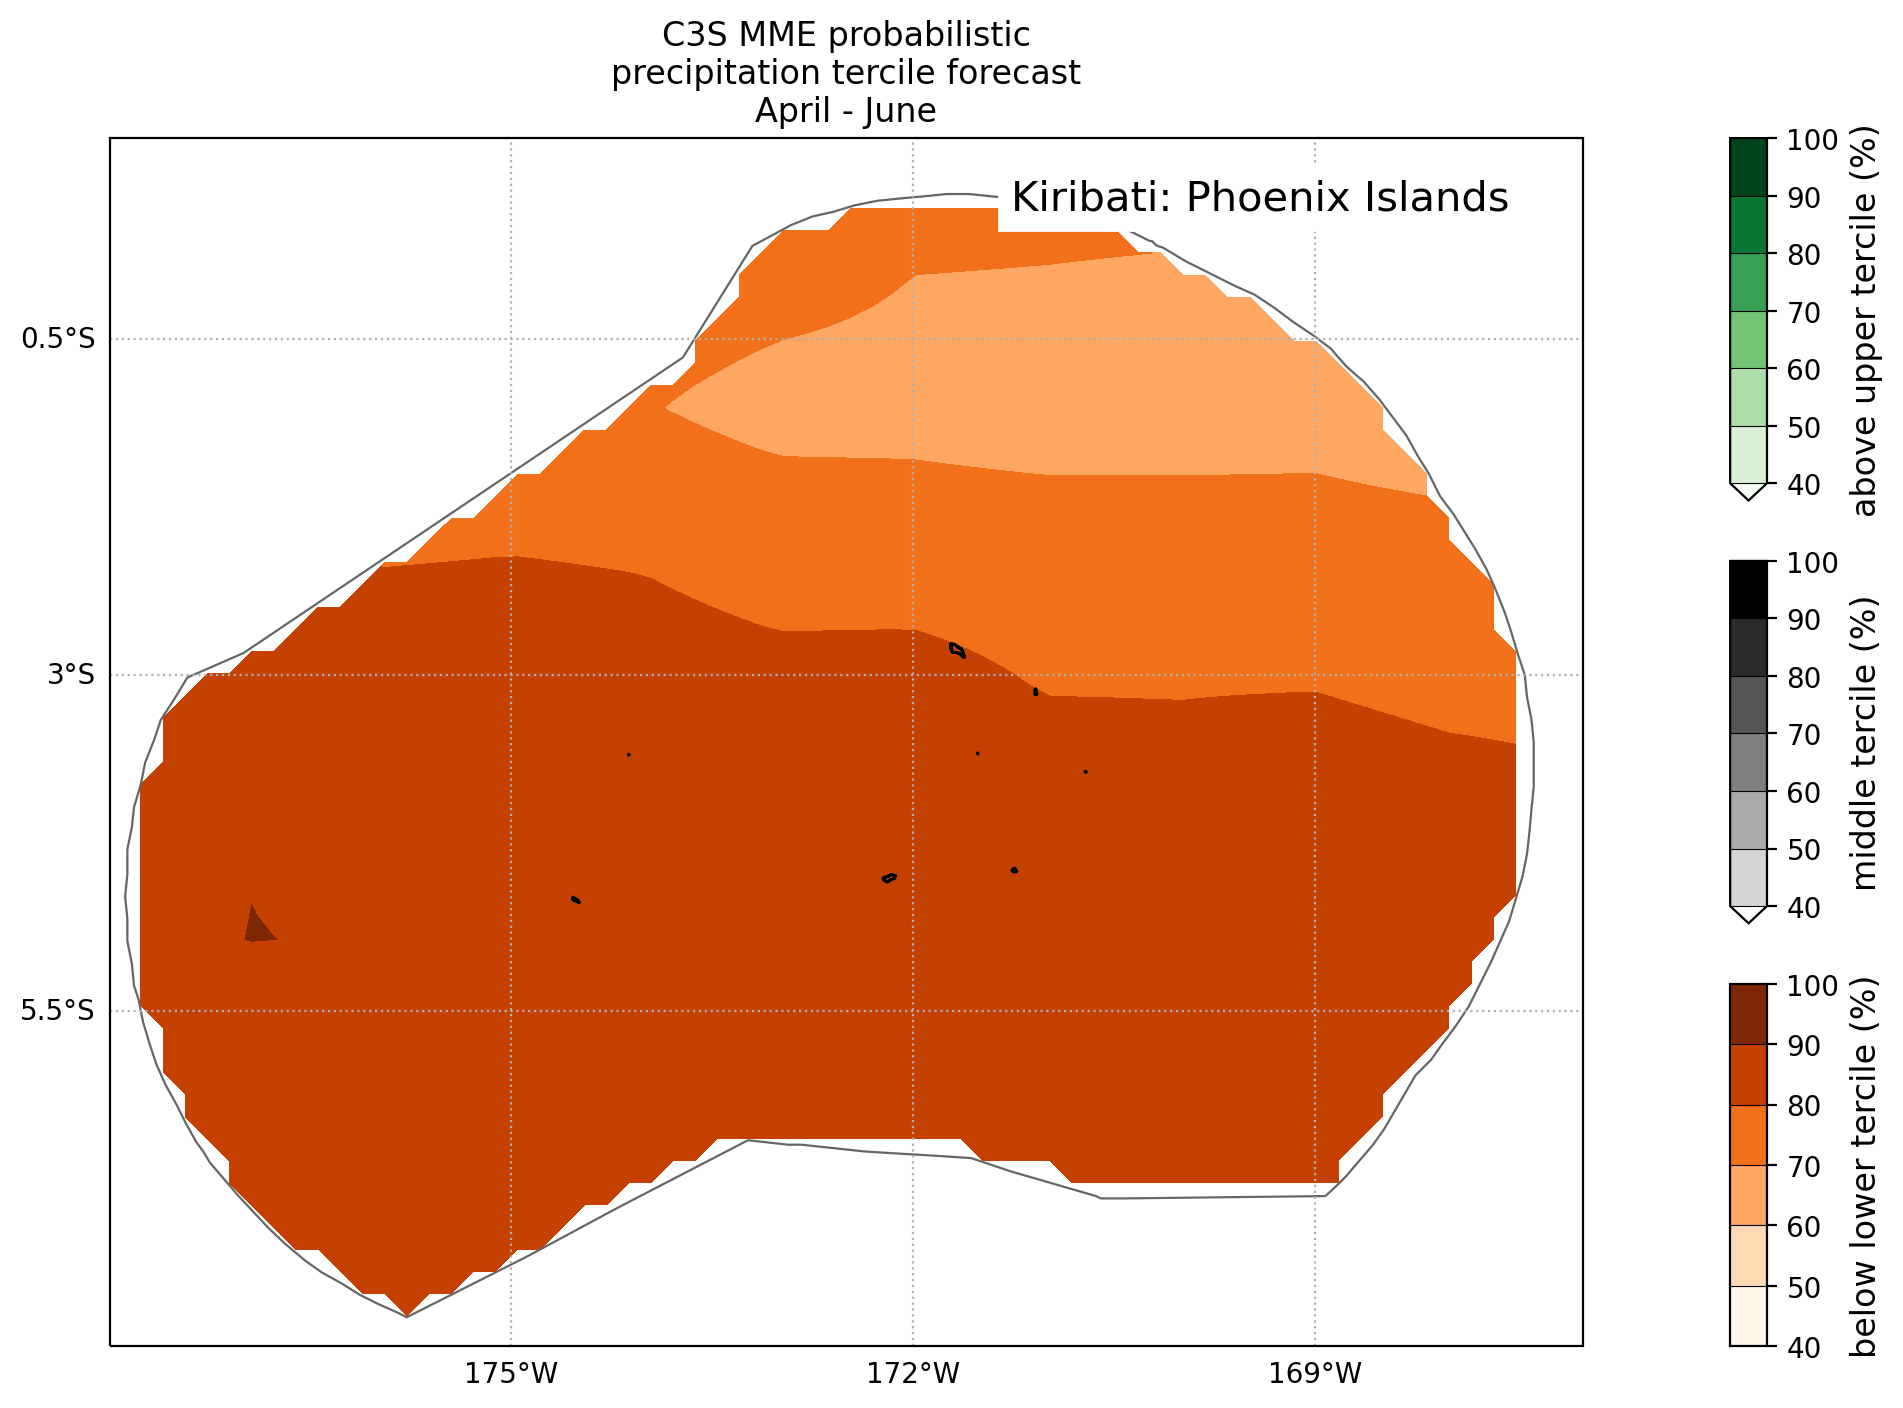 C3S MME probabilistic
precipitation tercile forecast
April - June
Kiribati: Phoenix Islands
0.5°S
3°S
5.5°S
175°W
172°W
169°W
100
90
80
70
60
50
40
above upper tercile (%)
100
90
80
70
60
50
40
middle tercile (%)
100
90
80
70
60
50
40
below lower tercile (%)